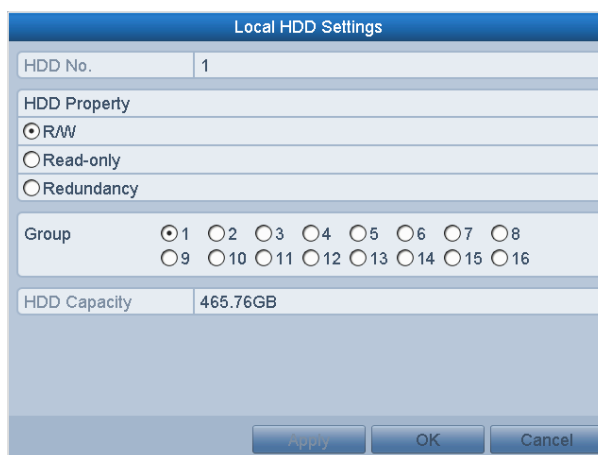 Local HDD Settings
HDD No. 1
HDD Property
R/W
Read-only
Redundancy
Group 1 2 3 4 5 6 7 8
9 10 11 12 13 14 15 16
HDD Capacity 465.76GB
Apply OK Cancel